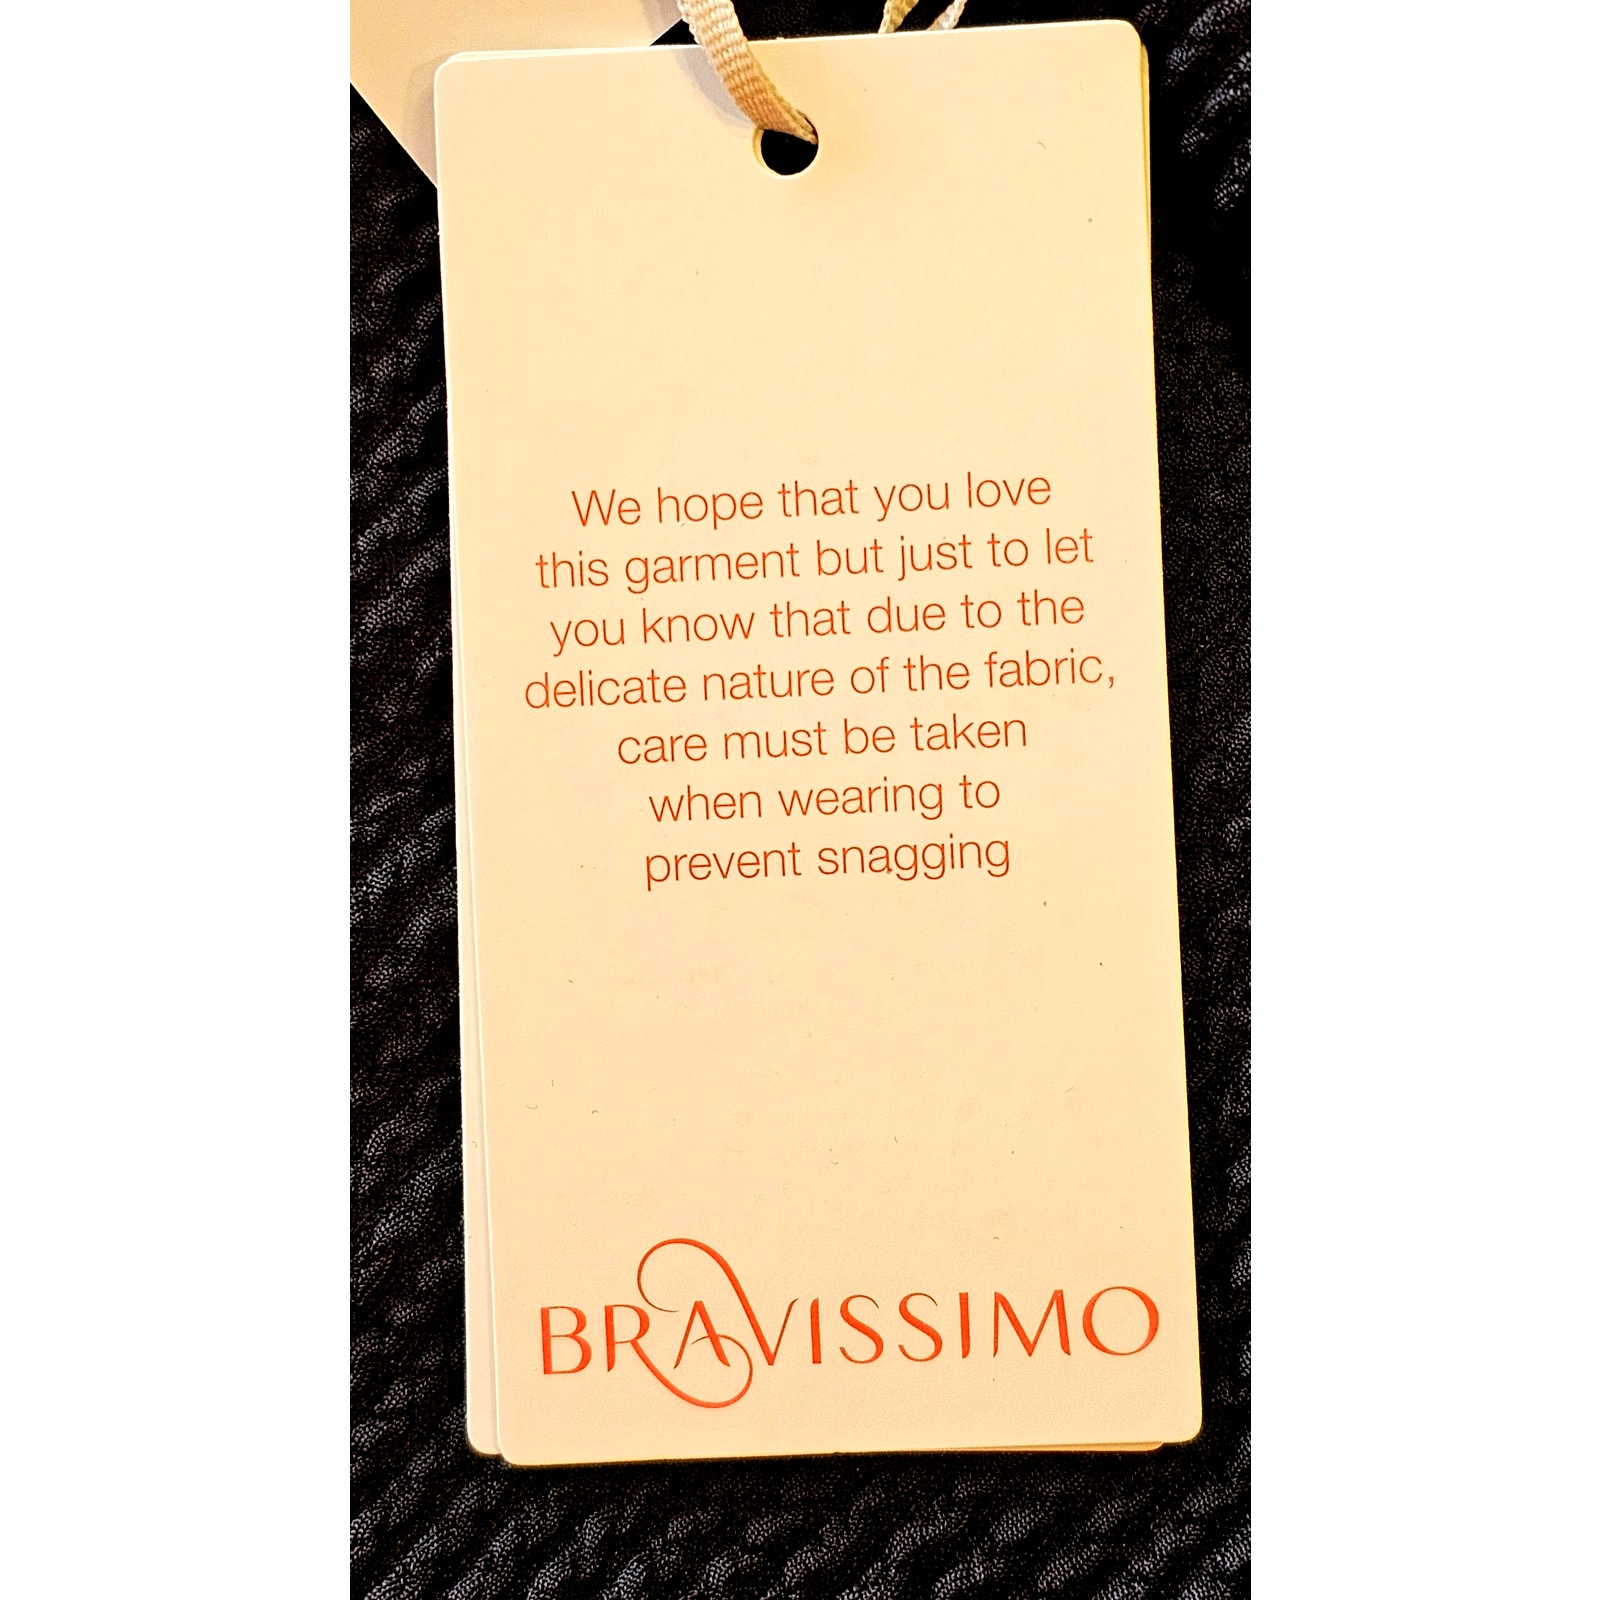 We hope that you love
this garment but just to let
you know that due to the
delicate nature of the fabric,
care must be taken
when wearing to
prevent snagging
BRAVISSIMO